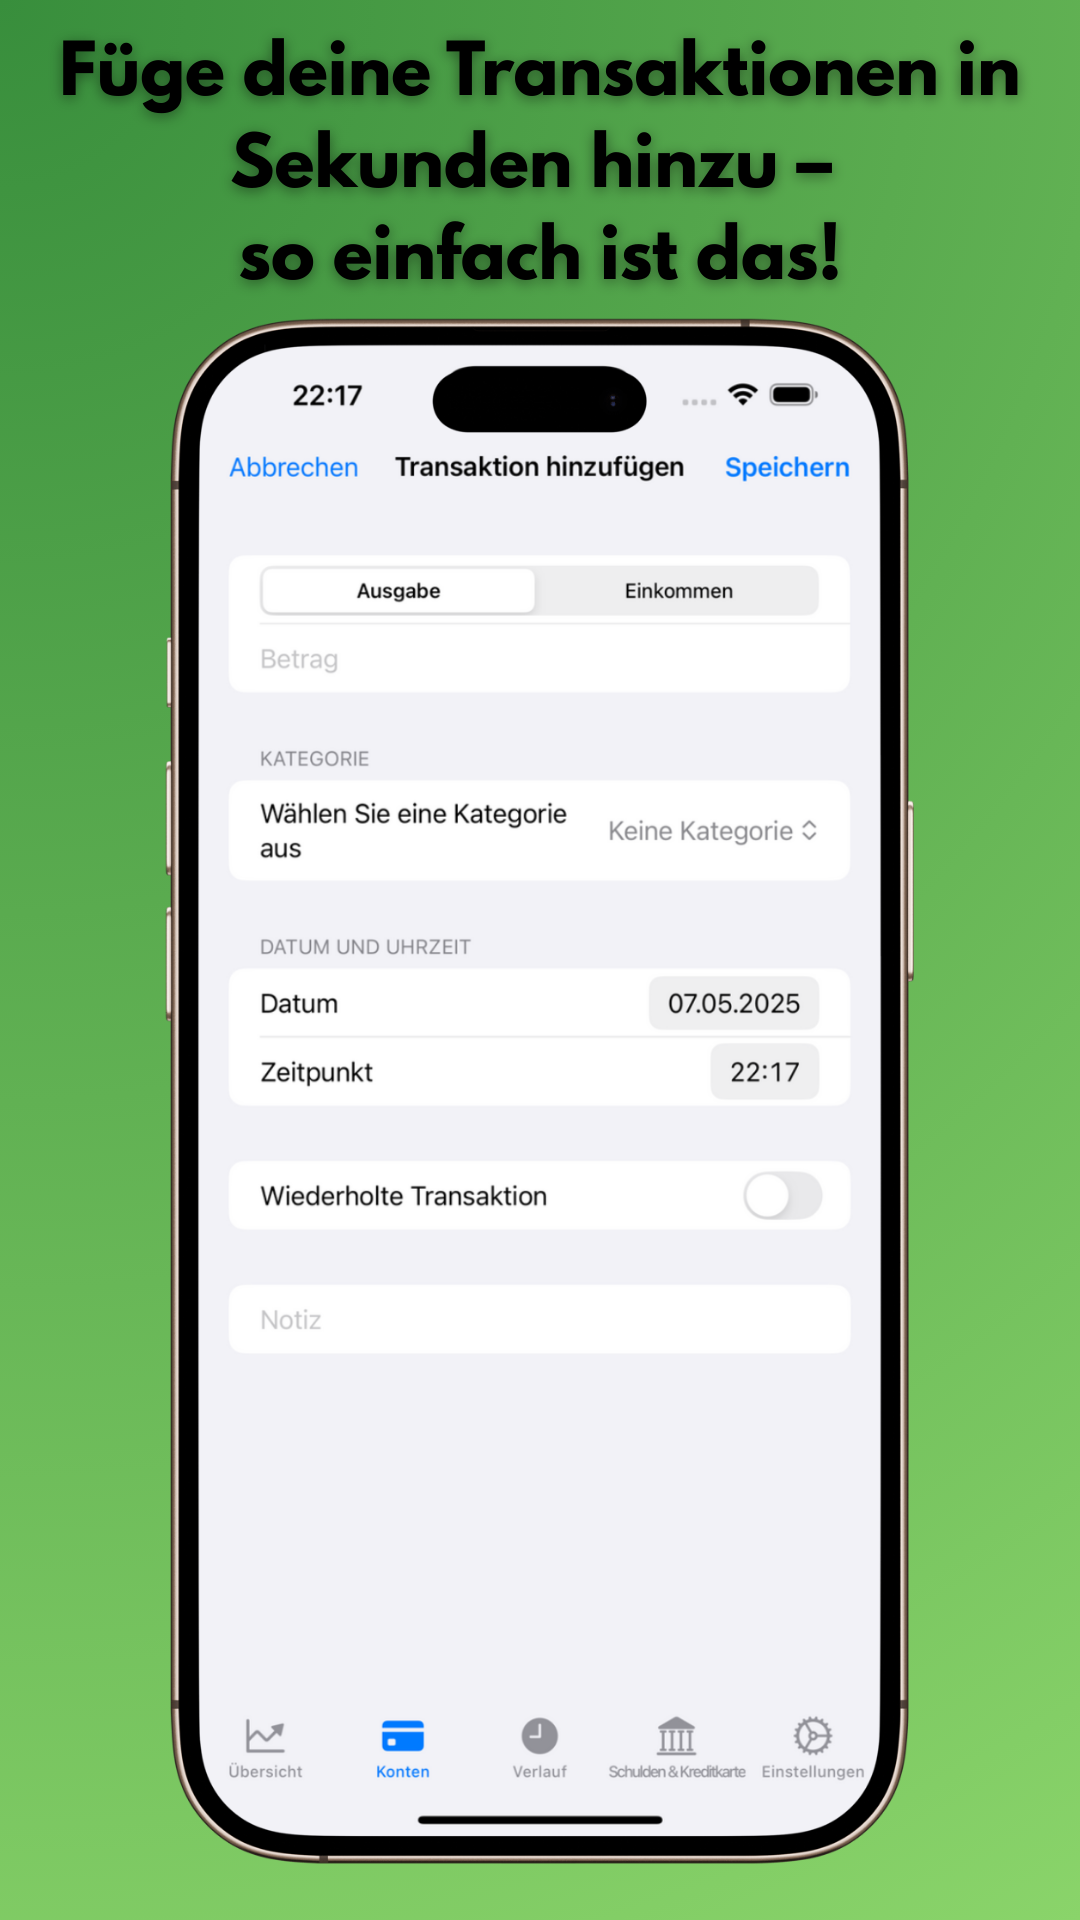 Füge deine Transaktionen in
Sekunden hinzu –
so einfach ist das!
22:17
Abbrechen Transaktion hinzufügen Speichern
Ausgabe Einkommen
Betrag
KATEGORIE
Wählen Sie eine Kategorie
aus
Keine Kategorie
DATUM UND UHRZEIT
Datum 07.05.2025
Zeitpunkt 22:17
Wiederholte Transaktion
Notiz
Übersicht Konten Verlauf Schulden & Kreditkarte Einstellungen